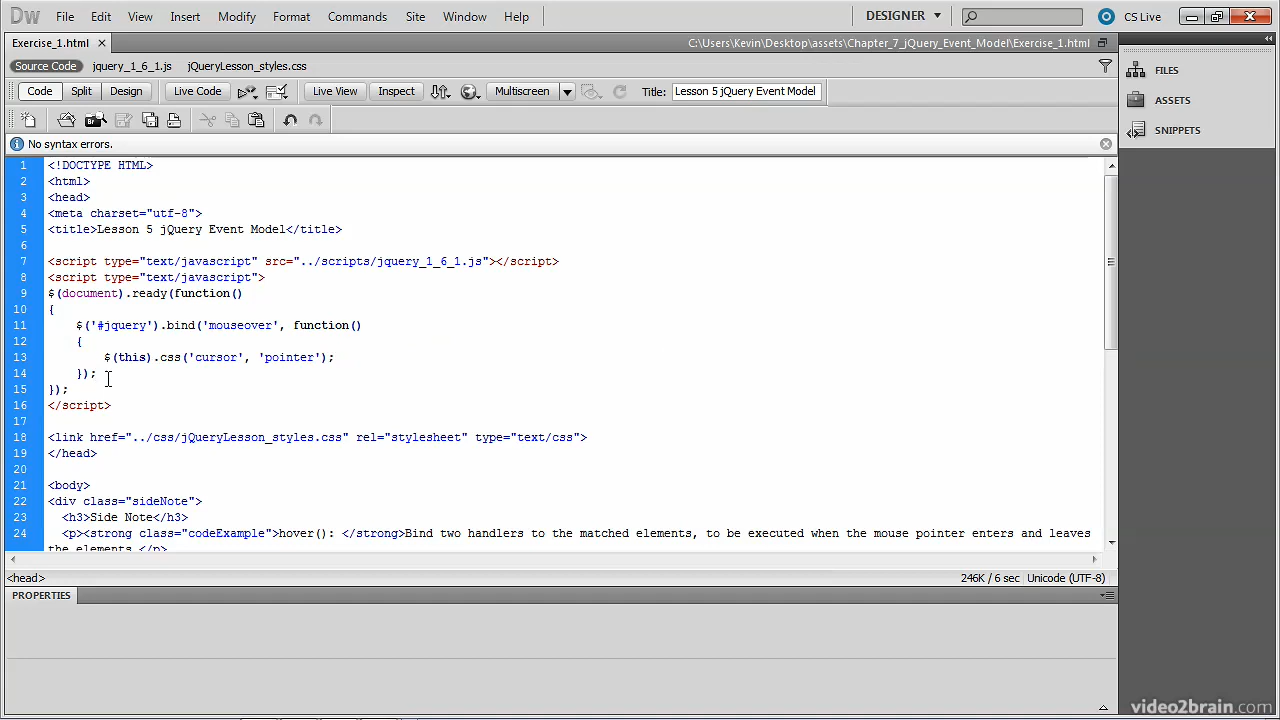 Dw File Edit View Insert Modify Format Commands Site Window Help DESIGNER CS Live
Exercise_1.html C:\Users\Kevin\Desktop\assets\Chapter_7_jQuery_Event_Model\Exercise_1.html
Source Code jquery_1_6_1.js jQueryLesson_styles.css
Code Split Design Live Code Live View Inspect Multiscreen Title: Lesson 5 jQuery Event Model
No syntax errors.
1 <!DOCTYPE HTML>
2 <html>
3 <head>
4 <meta charset="utf-8">
5 <title>Lesson 5 jQuery Event Model</title>
6
7 <script type="text/javascript" src="../scripts/jquery_1_6_1.js"></script>
8 <script type="text/javascript">
9 $(document).ready(function()
10 {
11 $('#jquery').bind('mouseover', function()
12 {
13 $(this).css('cursor', 'pointer');
14 });
15 });
16 </script>
17
18 <link href="../css/jQueryLesson_styles.css" rel="stylesheet" type="text/css">
19 </head>
20
21 <body>
22 <div class="sideNote">
23 <h3>Side Note</h3>
24 <p><strong class="codeExample">hover(): </strong>Bind two handlers to the matched elements, to be executed when the mouse pointer enters and leaves
the elements.</p>
<head> 246K / 6 sec Unicode (UTF-8)
PROPERTIES
FILES
ASSETS
SNIPPETS
video2brain.com